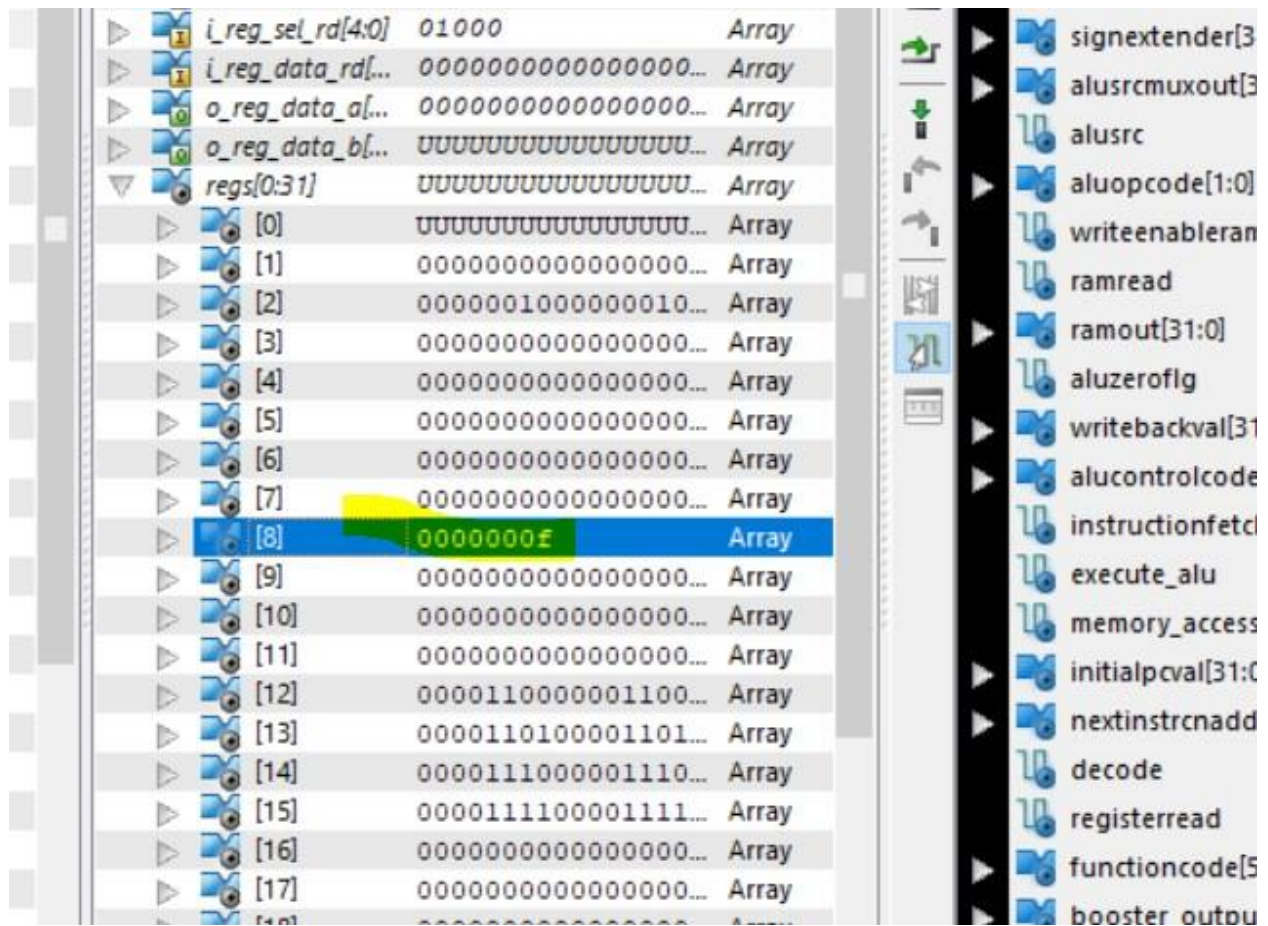 i_reg_sel_rd[4:0] 01000 Array
i_reg_data_rd[... 0000000000000000... Array
o_reg_data_a[... 0000000000000000... Array
o_reg_data_b[... UUUUUUUUUUUUUUUU... Array
regs[0:31] UUUUUUUUUUUUUUUU... Array
[0] UUUUUUUUUUUUUUUU... Array
[1] 0000000000000000... Array
[2] 0000001000000010... Array
[3] 0000000000000000... Array
[4] 0000000000000000... Array
[5] 0000000000000000... Array
[6] 0000000000000000... Array
[7] 0000000000000000... Array
[8] 0000000f Array
[9] 0000000000000000... Array
[10] 0000000000000000... Array
[11] 0000000000000000... Array
[12] 0000110000001100... Array
[13] 0000110100001101... Array
[14] 0000111000001110... Array
[15] 0000111100001111... Array
[16] 0000000000000000... Array
[17] 0000000000000000... Array
signextender[3
alusrcmuxout[3
alusrc
aluopcode[1:0]
writeenableram
ramread
ramout[31:0]
aluzeroflg
writebackval[31
alucontrolcode
instructionfetc
execute_alu
memory_access
initialpcval[31:0
nextinstrcnadd
decode
registerread
functioncode[5
booster_outpu